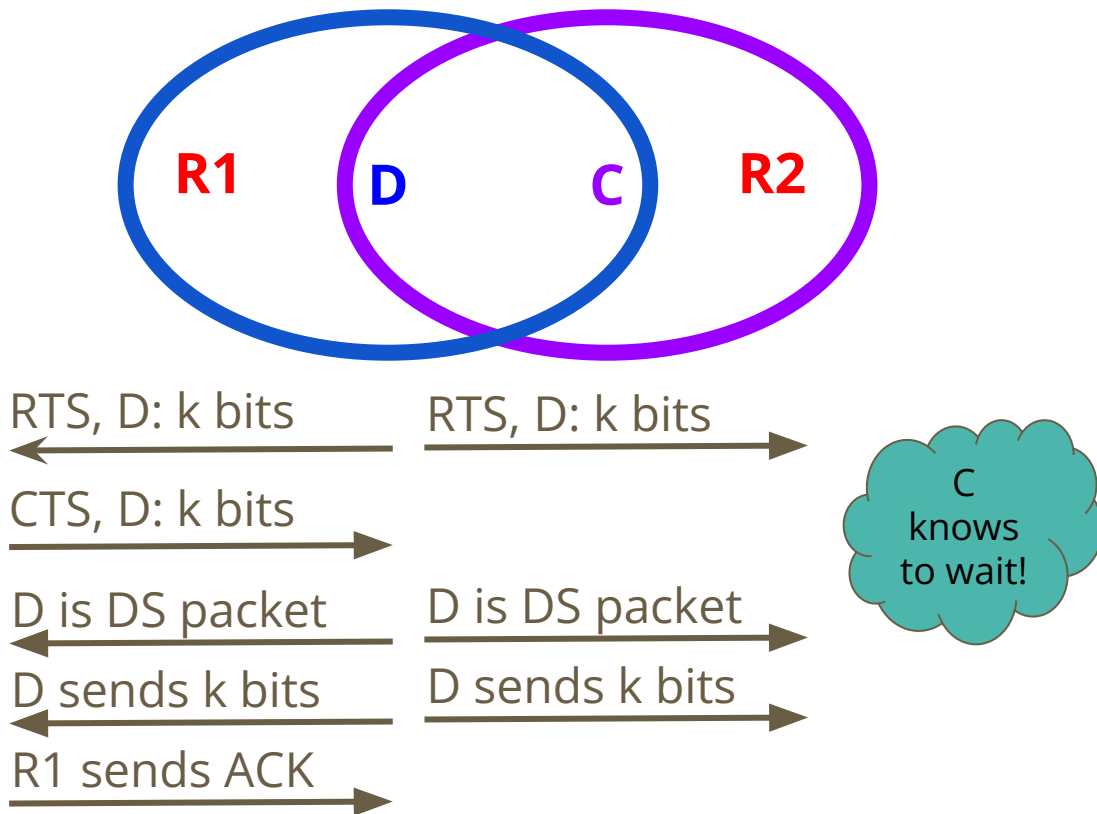 R1
D
C
R2
RTS, D: k bits
RTS, D: k bits
CTS, D: k bits
C
knows
to wait!
D is DS packet
D is DS packet
D sends k bits
D sends k bits
R1 sends ACK